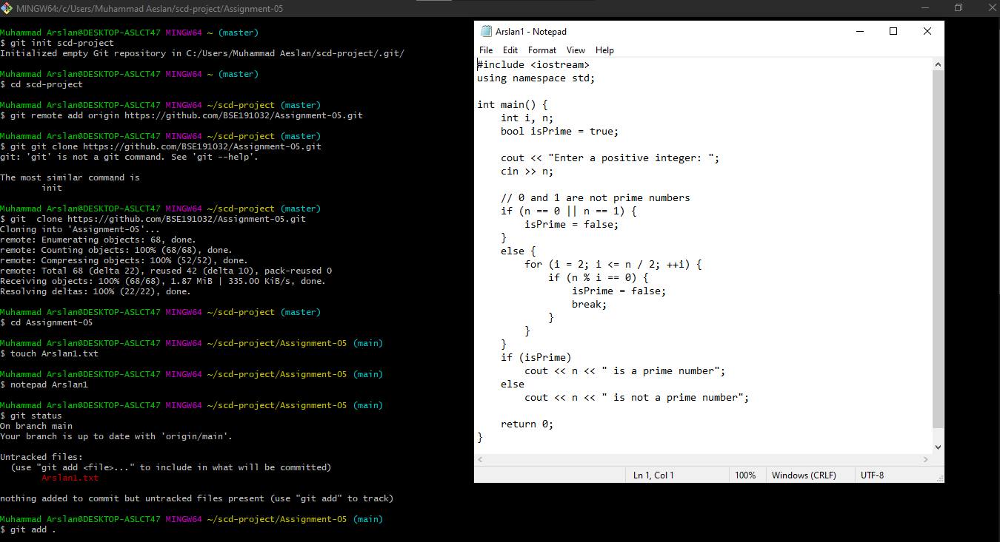 MINGW64:/c/Users/Muhammad Aeslan/scd-project/Assignment-05
Muhammad Arslan@DESKTOP-ASLCT47 MINGW64 ~ (master)
$ git init scd-project
Initialized empty Git repository in C:/Users/Muhammad Aeslan/scd-project/.git/
Muhammad Arslan@DESKTOP-ASLCT47 MINGW64 ~ (master)
$ cd scd-project
Muhammad Arslan@DESKTOP-ASLCT47 MINGW64 ~/scd-project (master)
$ git remote add origin https://github.com/BSE191032/Assignment-05.git
Muhammad Arslan@DESKTOP-ASLCT47 MINGW64 ~/scd-project (master)
$ git git clone https://github.com/BSE191032/Assignment-05.git
git: 'git' is not a git command. See 'git --help'.
The most similar command is
init
Muhammad Arslan@DESKTOP-ASLCT47 MINGW64 ~/scd-project (master)
$ git  clone https://github.com/BSE191032/Assignment-05.git
Cloning into 'Assignment-05'...
remote: Enumerating objects: 68, done.
remote: Counting objects: 100% (68/68), done.
remote: Compressing objects: 100% (52/52), done.
remote: Total 68 (delta 22), reused 42 (delta 10), pack-reused 0
Receiving objects: 100% (68/68), 1.87 MiB | 335.00 KiB/s, done.
Resolving deltas: 100% (22/22), done.
Muhammad Arslan@DESKTOP-ASLCT47 MINGW64 ~/scd-project (master)
$ cd Assignment-05
Muhammad Arslan@DESKTOP-ASLCT47 MINGW64 ~/scd-project/Assignment-05 (main)
$ touch Arslan1.txt
Muhammad Arslan@DESKTOP-ASLCT47 MINGW64 ~/scd-project/Assignment-05 (main)
$ notepad Arslan1
Muhammad Arslan@DESKTOP-ASLCT47 MINGW64 ~/scd-project/Assignment-05 (main)
$ git status
On branch main
Your branch is up to date with 'origin/main'.
Untracked files:
(use "git add <file>..." to include in what will be committed)
Arslan1.txt
nothing added to commit but untracked files present (use "git add" to track)
Muhammad Arslan@DESKTOP-ASLCT47 MINGW64 ~/scd-project/Assignment-05 (main)
$ git add .
Arslan1 - Notepad
File Edit Format View Help
#include <iostream>
using namespace std;
int main() {
int i, n;
bool isPrime = true;
cout << "Enter a positive integer: ";
cin >> n;
// 0 and 1 are not prime numbers
if (n == 0 || n == 1) {
isPrime = false;
}
else {
for (i = 2; i <= n / 2; ++i) {
if (n % i == 0) {
isPrime = false;
break;
}
}
}
if (isPrime)
cout << n << " is a prime number";
else
cout << n << " is not a prime number";
return 0;
}
Ln 1, Col 1 100% Windows (CRLF) UTF-8